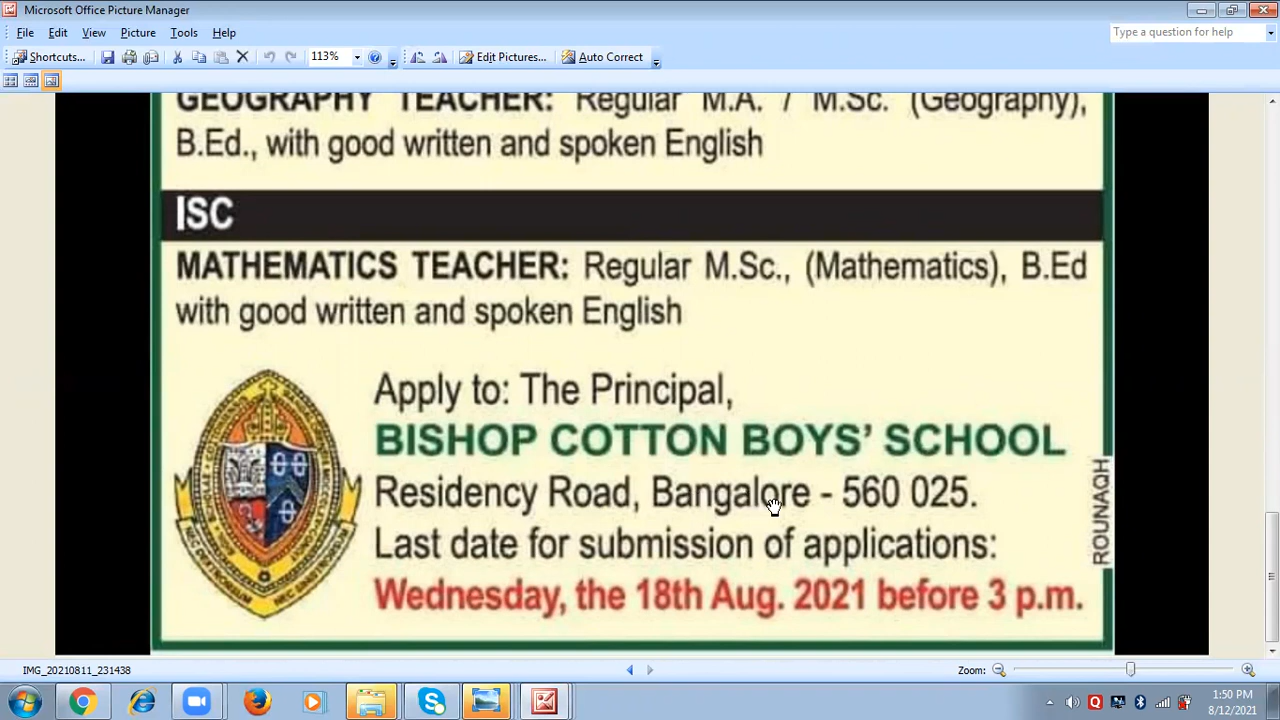 Microsoft Office Picture Manager
File Edit View Picture Tools Help
Type a question for help
Shortcuts... 113% Edit Pictures... Auto Correct
GEOGRAPHY TEACHER: Regular M.A. / M.Sc. (Geography),
B.Ed., with good written and spoken English
ISC
MATHEMATICS TEACHER: Regular M.Sc., (Mathematics), B.Ed
with good written and spoken English
Apply to: The Principal,
BISHOP COTTON BOYS' SCHOOL
Residency Road, Bangalore - 560 025.
Last date for submission of applications:
Wednesday, the 18th Aug. 2021 before 3 p.m.
ROUNAQH
IMG_20210811_231438
Zoom:
1:50 PM
8/12/2021